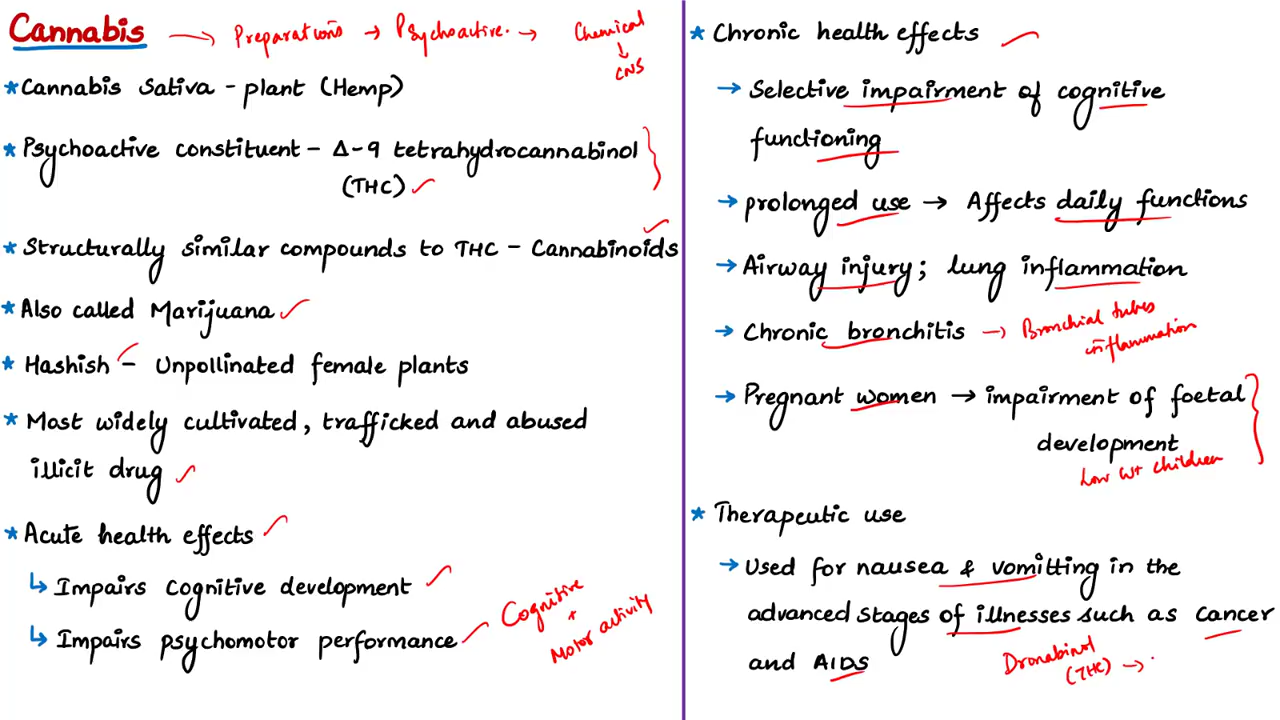 Cannabis → Preparations → Psychoactive. → Chemical
↓
CNS
* Cannabis Sativa - plant (Hemp)
* Psychoactive constituent - Δ-9 tetrahydrocannabinol
(THC)
* Structurally similar compounds to THC - Cannabinoids
* Also called Marijuana
* Hashish - Unpollinated female plants
* Most widely cultivated, trafficked and abused
illicit drug
* Acute health effects
↳ Impairs cognitive development
↳ Impairs psychomotor performance
Cognitive
+
Motor activity
* Chronic health effects
→ Selective impairment of cognitive
functioning
→ prolonged use → Affects daily functions
→ Airway injury; lung inflammation
→ Chronic bronchitis → Bronchial tubes
inflammation
→ Pregnant women → impairment of foetal
development
Low wt children
* Therapeutic use
→ Used for nausea & vomitting in the
advanced stages of illnesses such as cancer
and AIDS
Dronabinol
(THC) →